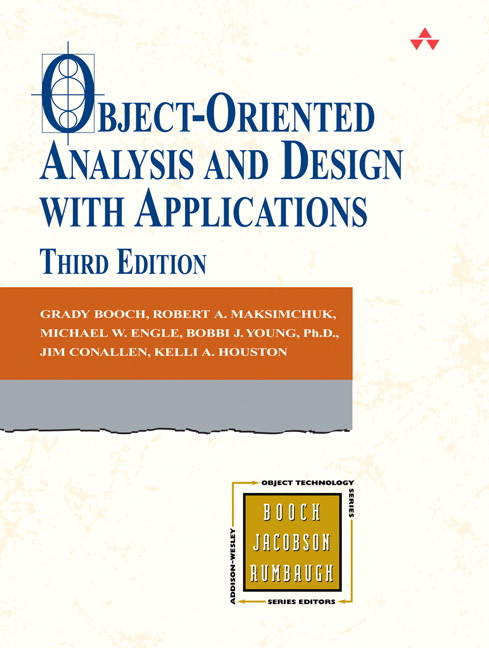 OBJECT-ORIENTED
ANALYSIS AND DESIGN
WITH APPLICATIONS
THIRD EDITION
GRADY BOOCH, ROBERT A. MAKSIMCHUK,
MICHAEL W. ENGLE, BOBBI J. YOUNG, Ph.D.,
JIM CONALLEN, KELLI A. HOUSTON
OBJECT TECHNOLOGY
SERIES
BOOCH
JACOBSON
RUMBAUGH
ADDISON-WESLEY
SERIES EDITORS